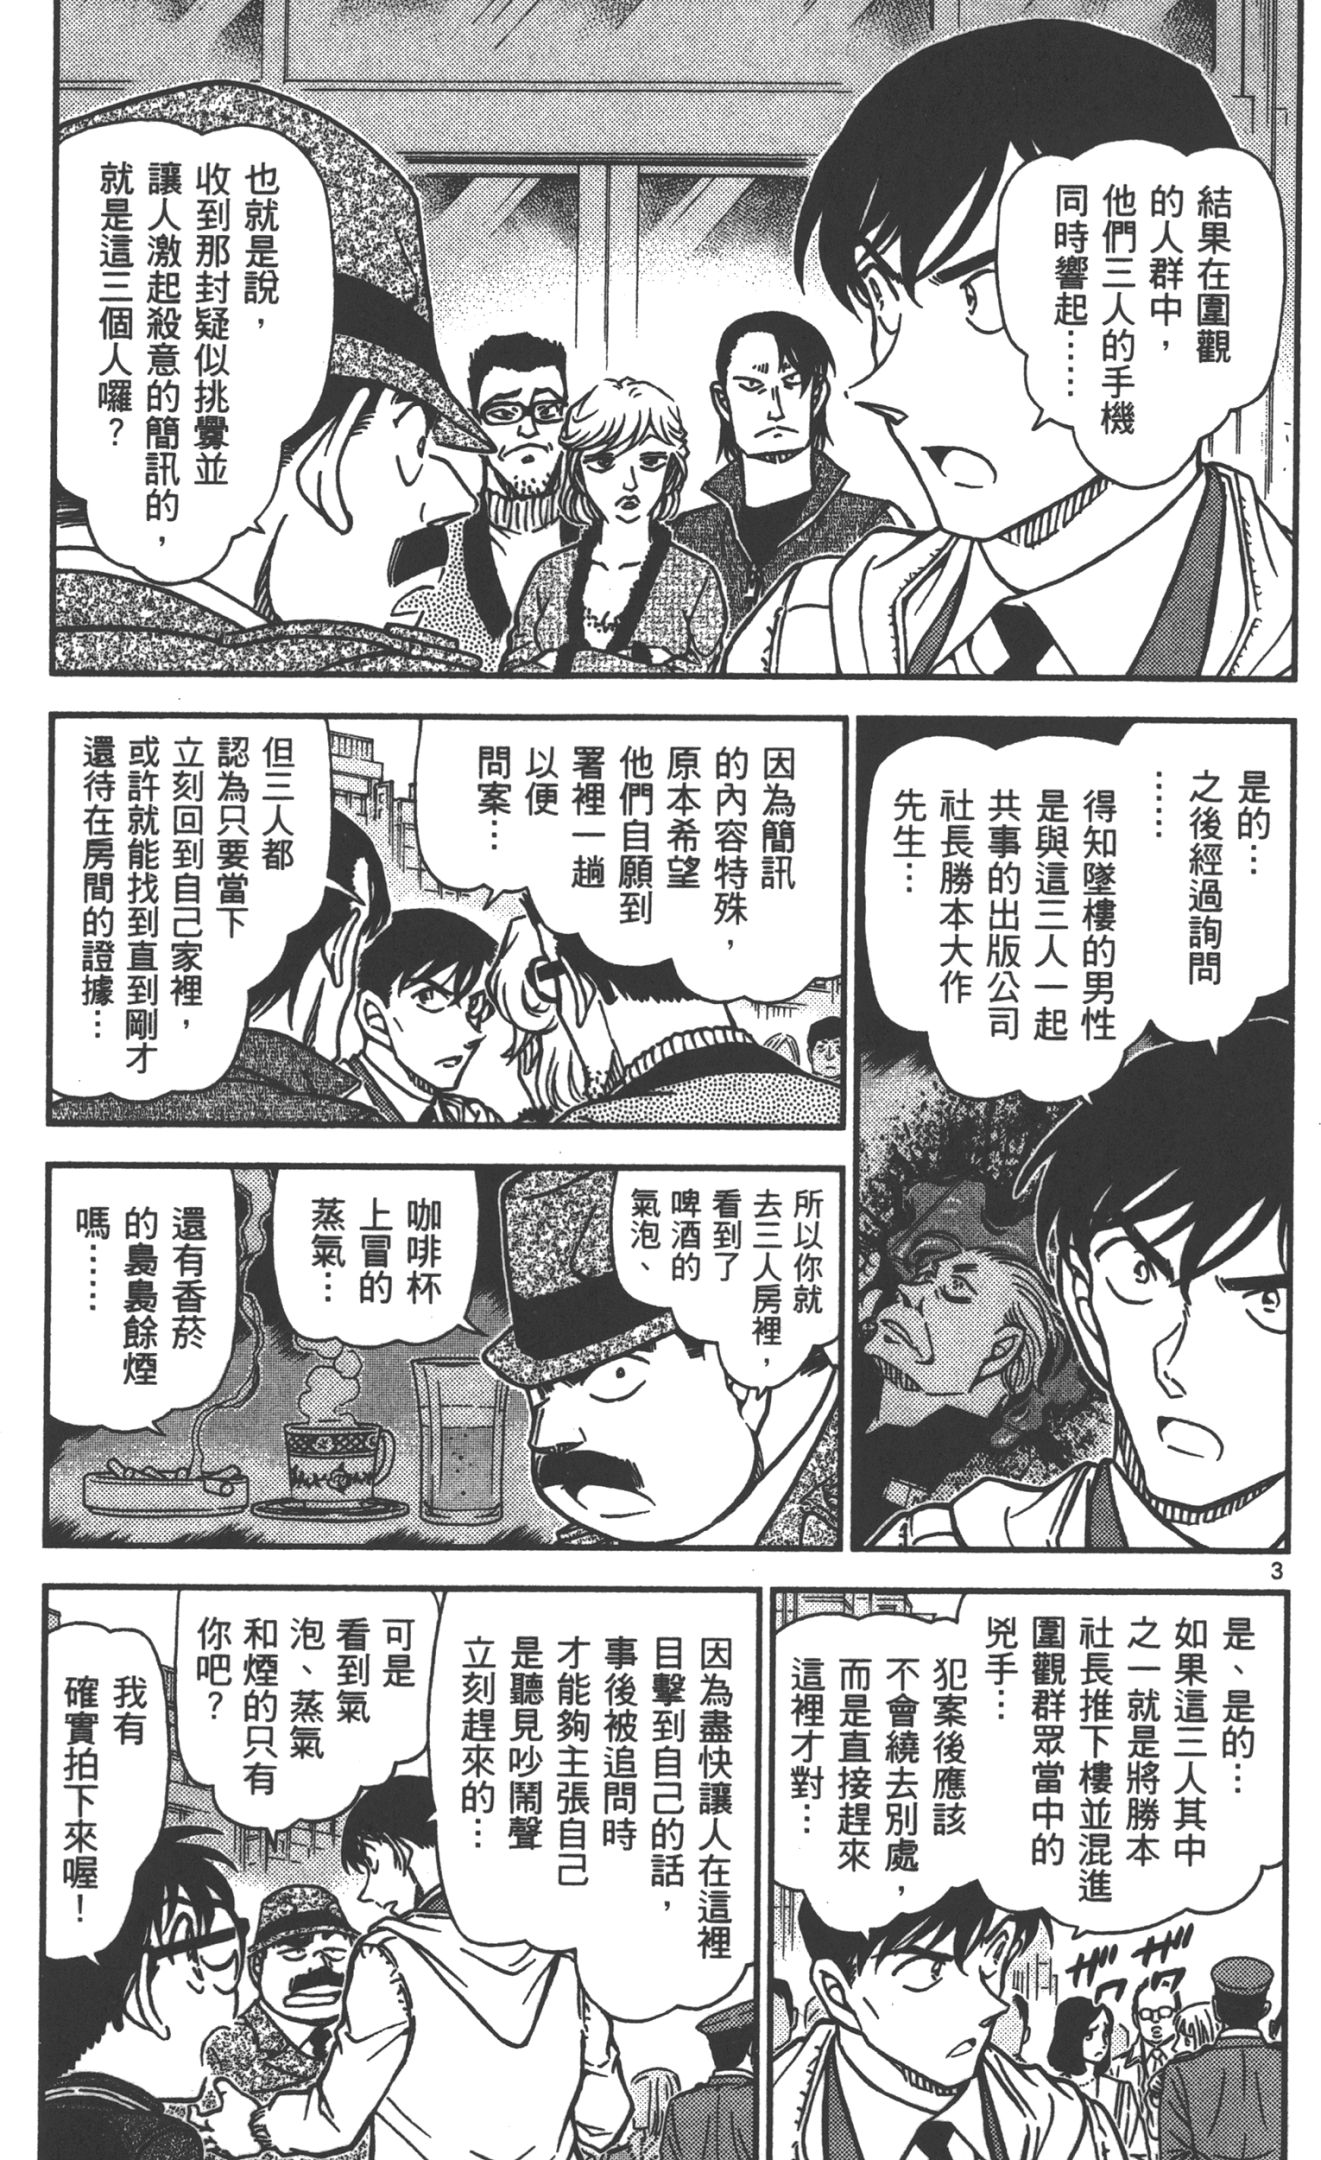 結果在圍觀
的人群中，
他們三人的手機
同時響起……
也就是說，
收到那封疑似挑釁並
讓人激起殺意的簡訊的，
就是這三個人囉？
是的…
之後經過詢問
……
得知墜樓的男性
是與這三人一起
共事的出版公司
社長勝本大作
先生…
因為簡訊
的內容特殊，
原本希望
他們自願到
署裡一趟
以便
問案…
但三人都
認為只要當下
立刻回到自己家裡，
或許就能找到直到剛才
還待在房間的證據…
所以你就
去三人房裡，
看到了
啤酒的
氣泡、
咖啡杯
上冒的
蒸氣…
還有香菸
的裊裊餘煙
嗎……
3
是、是的…
如果這三人其中
之一就是將勝本
社長推下樓並混進
圍觀群眾當中的
兇手…
犯案後應該
不會繞去別處，
而是直接趕來
這裡才對…
ザワ
ザワ
因為盡快讓人在這裡
目擊到自己的話，
事後被追問時
才能夠主張自己
是聽見吵鬧聲
立刻趕來的…
可是
看到氣
泡、蒸氣
和煙的只有
你吧？
我有
確實拍下來喔！